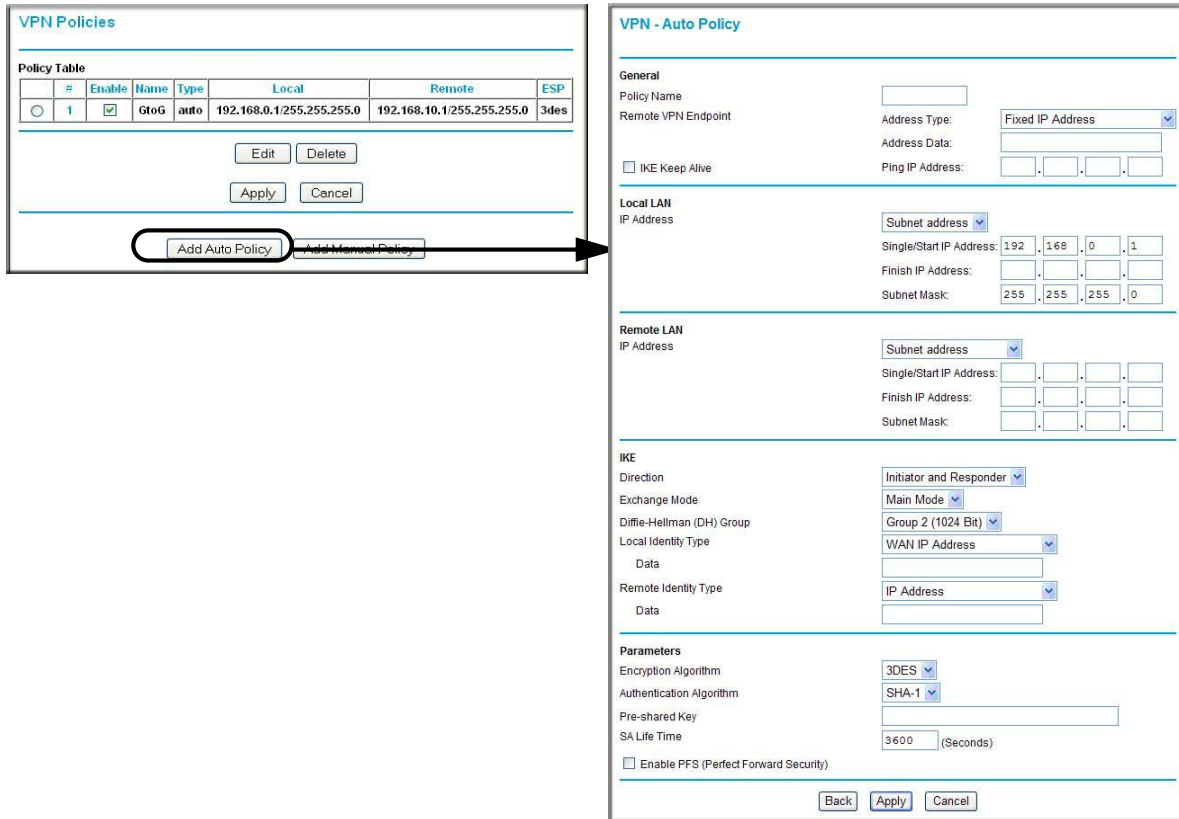 VPN Policies
Policy Table
# Enable Name Type Local Remote ESP
1 GtoG auto 192.168.0.1/255.255.255.0 192.168.10.1/255.255.255.0 3des
Edit Delete
Apply Cancel
Add Auto Policy Add Manual Policy
VPN - Auto Policy
General
Policy Name
Remote VPN Endpoint Address Type: Fixed IP Address
Address Data:
IKE Keep Alive Ping IP Address: . . .
Local LAN
IP Address Subnet address
Single/Start IP Address: 192 . 168 . 0 . 1
Finish IP Address: . . .
Subnet Mask: 255 . 255 . 255 . 0
Remote LAN
IP Address Subnet address
Single/Start IP Address: . . .
Finish IP Address: . . .
Subnet Mask: . . .
IKE
Direction Initiator and Responder
Exchange Mode Main Mode
Diffie-Hellman (DH) Group Group 2 (1024 Bit)
Local Identity Type WAN IP Address
Data
Remote Identity Type IP Address
Data
Parameters
Encryption Algorithm 3DES
Authentication Algorithm SHA-1
Pre-shared Key
SA Life Time 3600 (Seconds)
Enable PFS (Perfect Forward Security)
Back Apply Cancel